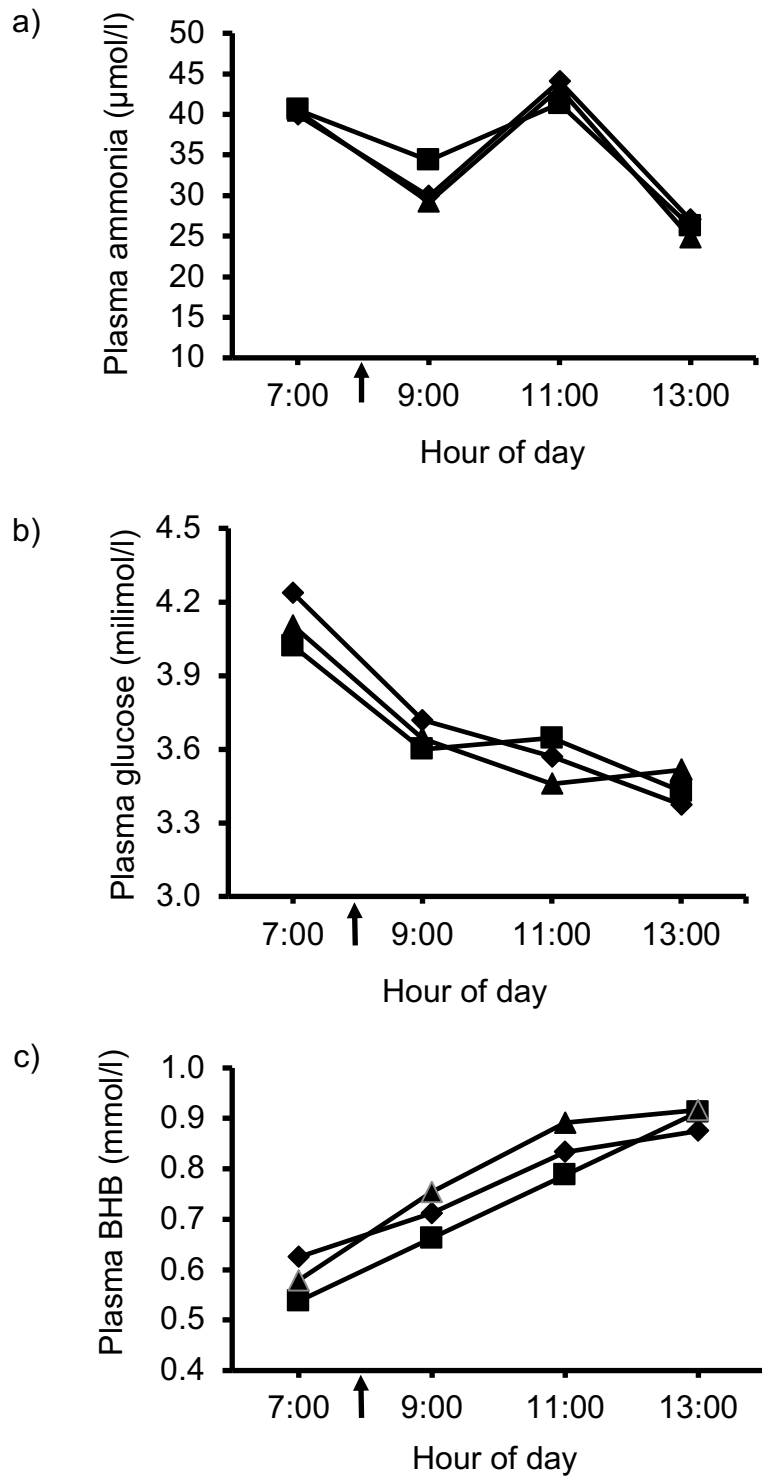 a)
Plasma ammonia (µmol/l)
50
45
40
35
30
25
20
15
10
7:00 9:00 11:00 13:00
Hour of day
b)
Plasma glucose (milimol/l)
4.5
4.2
3.9
3.6
3.3
3.0
7:00 9:00 11:00 13:00
Hour of day
c)
Plasma BHB (mmol/l)
1.0
0.9
0.8
0.7
0.6
0.5
0.4
7:00 9:00 11:00 13:00
Hour of day